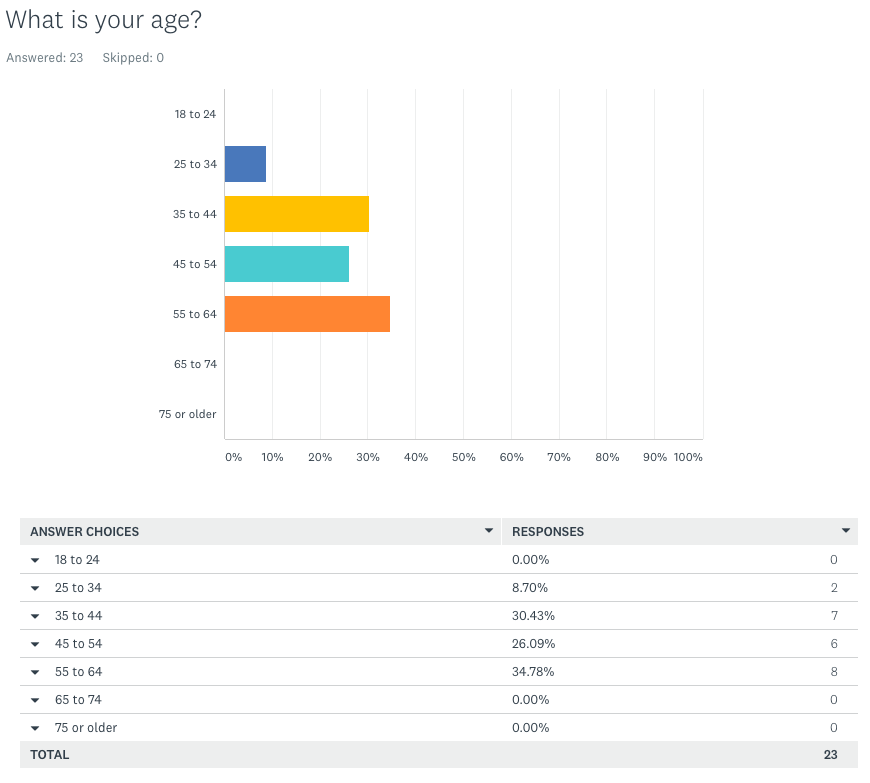 What is your age?
Answered: 23 Skipped: 0
18 to 24
25 to 34
35 to 44
45 to 54
55 to 64
65 to 74
75 or older
0% 10% 20% 30% 40% 50% 60% 70% 80% 90% 100%
ANSWER CHOICES RESPONSES
18 to 24 0.00% 0
25 to 34 8.70% 2
35 to 44 30.43% 7
45 to 54 26.09% 6
55 to 64 34.78% 8
65 to 74 0.00% 0
75 or older 0.00% 0
TOTAL 23